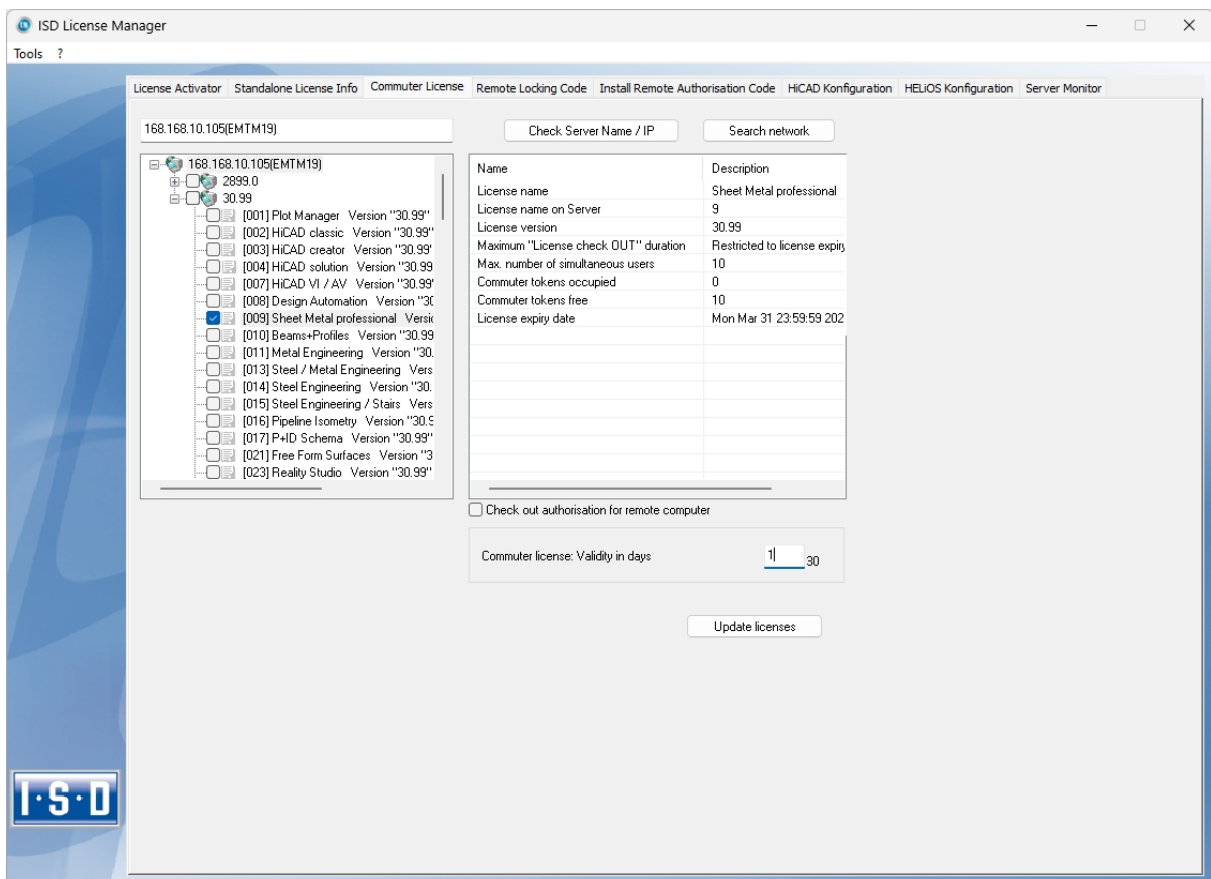 ISD License Manager
Tools ?
License Activator Standalone License Info Commuter License Remote Locking Code Install Remote Authorisation Code HiCAD Konfiguration HELiOS Konfiguration Server Monitor
168.168.10.105(EMTM19)
Check Server Name / IP
Search network
168.168.10.105(EMTM19)
2899.0
30.99
[001] Plot Manager Version "30.99"
[002] HiCAD classic Version "30.99"
[003] HiCAD creator Version "30.99'
[004] HiCAD solution Version "30.99
[007] HiCAD VI / AV Version "30.99'
[008] Design Automation Version "3(
[009] Sheet Metal professional Versic
[010] Beams+Profiles Version "30.99
[011] Metal Engineering Version "30.
[013] Steel / Metal Engineering Vers
[014] Steel Engineering Version "30.
[015] Steel Engineering / Stairs Vers
[016] Pipeline Isometry Version "30.9
[017] P+ID Schema Version "30.99"
[021] Free Form Surfaces Version "3
[023] Reality Studio Version "30.99"
Name Description
License name Sheet Metal professional
License name on Server 9
License version 30.99
Maximum "License check OUT" duration Restricted to license expiry
Max. number of simultaneous users 10
Commuter tokens occupied 0
Commuter tokens free 10
License expiry date Mon Mar 31 23:59:59 202
Check out authorisation for remote computer
Commuter license: Validity in days 1 30
Update licenses
I·S·D